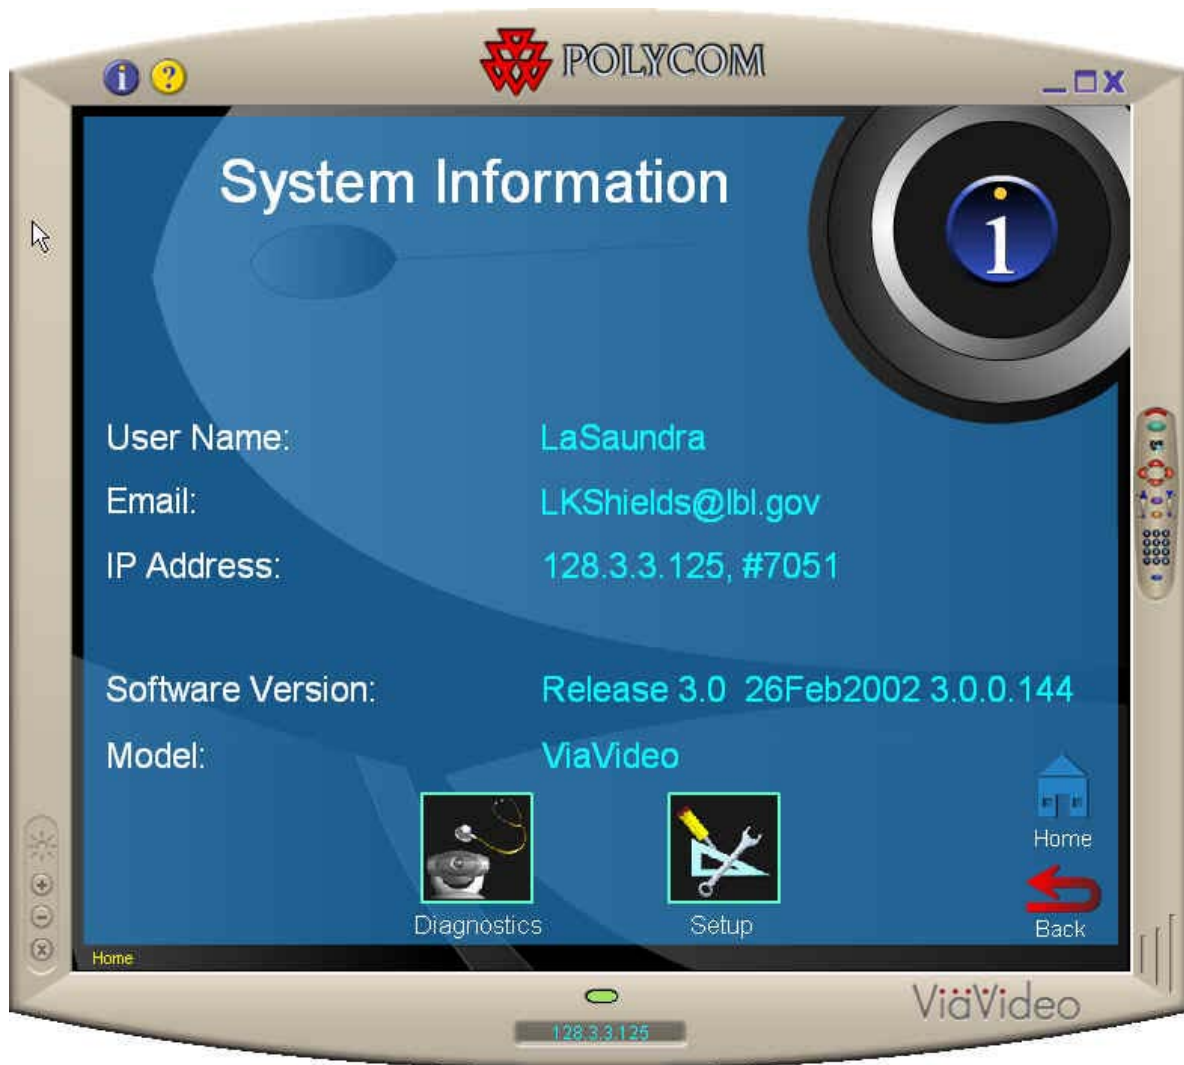 POLYCOM
System Information
User Name: LaSaundra
Email: LKShields@lbl.gov
IP Address: 128.3.3.125, #7051
Software Version: Release 3.0 26Feb2002 3.0.0.144
Model: ViaVideo
Home
Diagnostics
Setup
Back
Home
ViaVideo
128.3.3.125